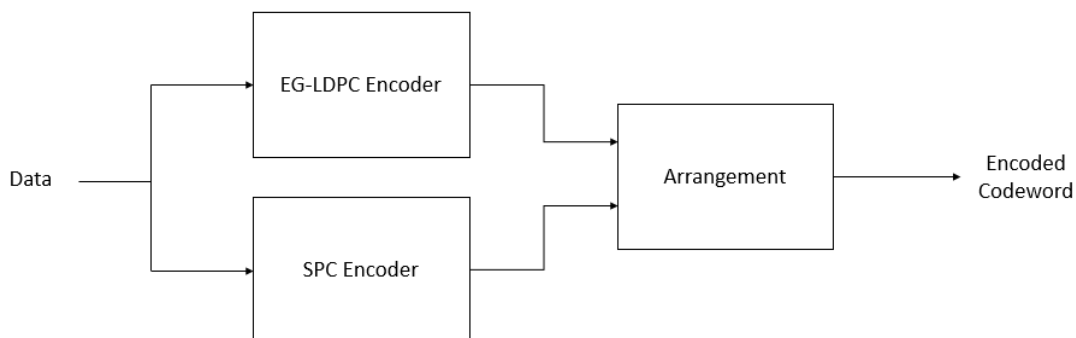 EG-LDPC Encoder
Data
SPC Encoder
Arrangement
Encoded
Codeword